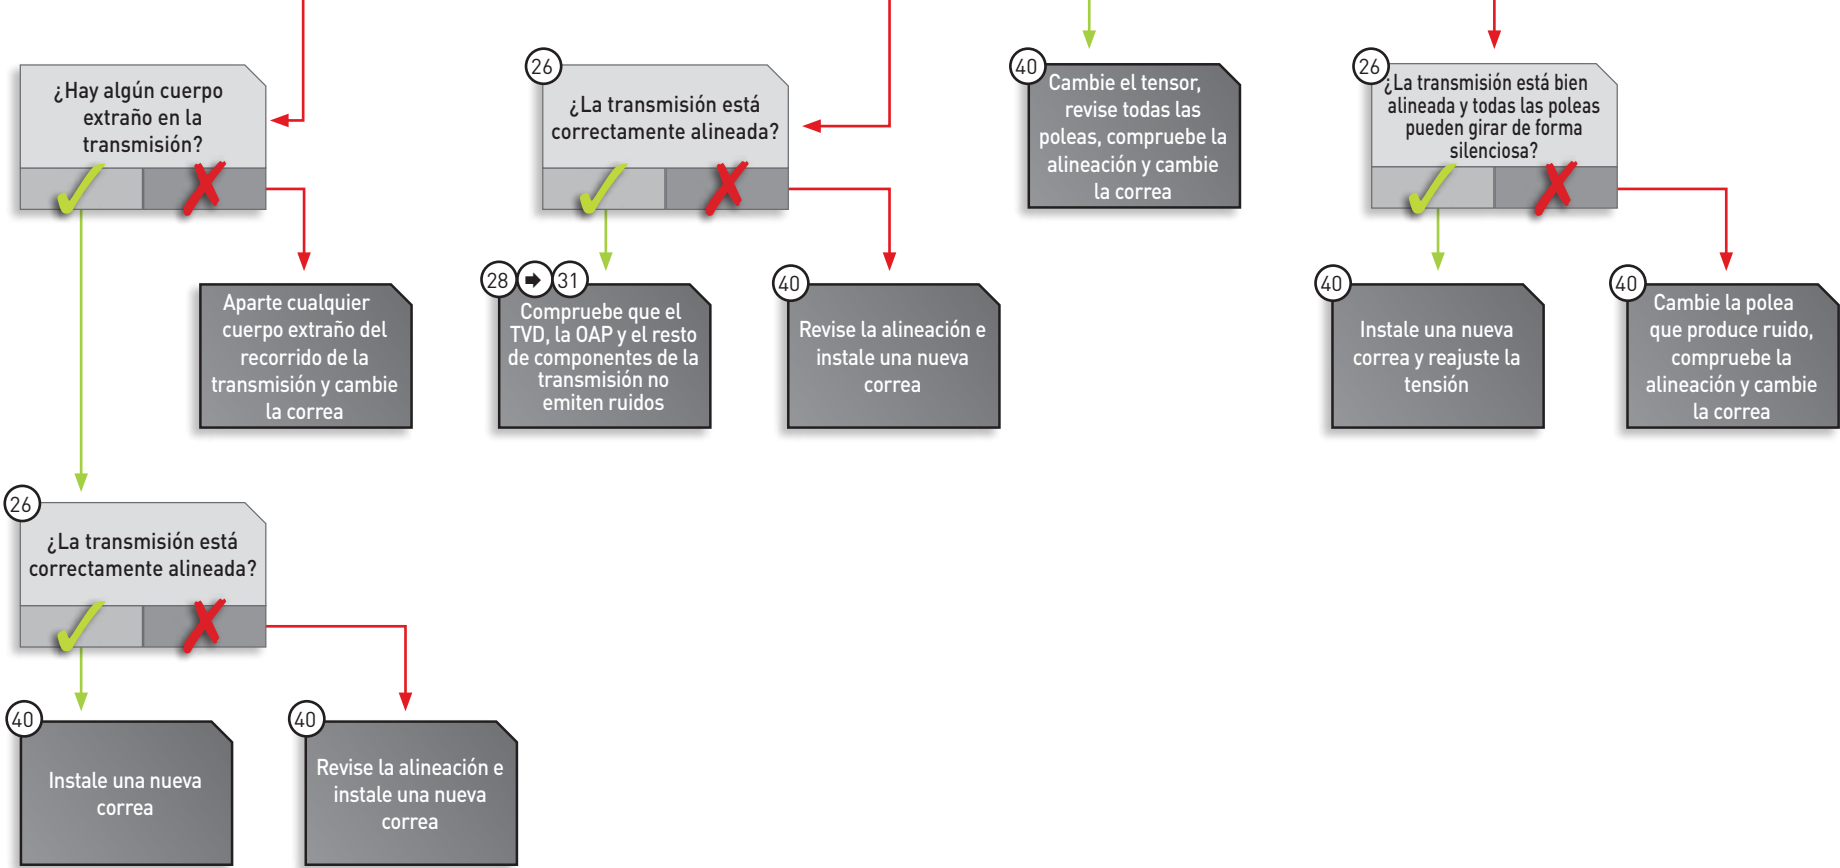 ¿Hay algún cuerpo
extraño en la
transmisión?
26
¿La transmisión está
correctamente alineada?
40
Cambie el tensor,
revise todas las
poleas, compruebe la
alineación y cambie
la correa
26
¿La transmisión está bien
alineada y todas las poleas
pueden girar de forma
silenciosa?
Aparte cualquier
cuerpo extraño del
recorrido de la
transmisión y cambie
la correa
28 31
Compruebe que el
TVD, la OAP y el resto
de componentes de la
transmisión no
emiten ruidos
40
Revise la alineación e
instale una nueva
correa
40
Instale una nueva
correa y reajuste la
tensión
40
Cambie la polea
que produce ruido,
compruebe la
alineación y cambie
la correa
26
¿La transmisión está
correctamente alineada?
40
Instale una nueva
correa
40
Revise la alineación e
instale una nueva
correa